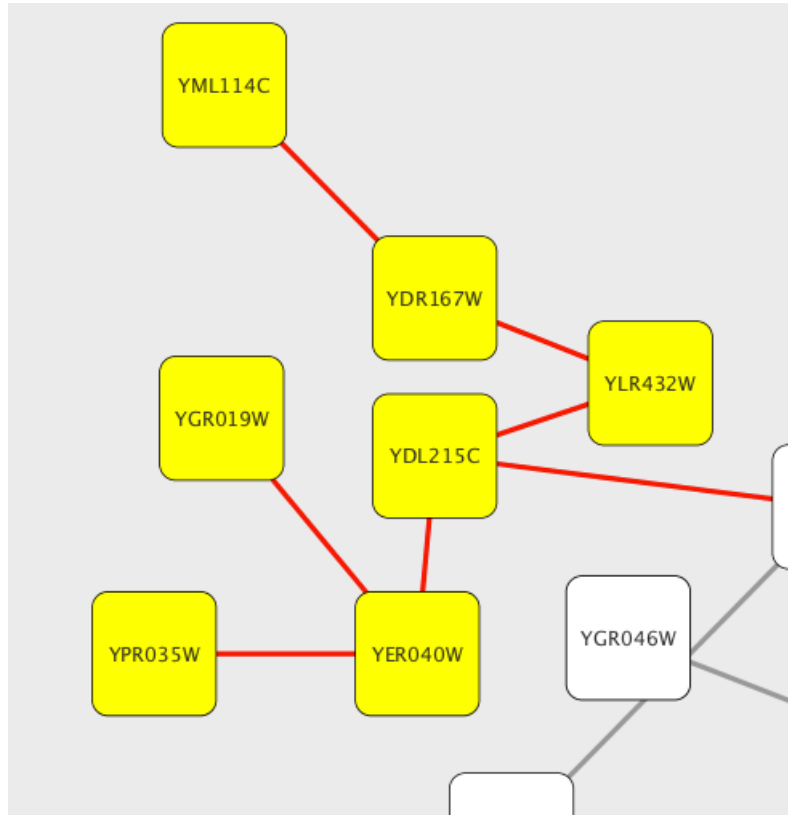 YML114C
YDR167W
YLR432W
YGR019W
YDL215C
YGR046W
YPR035W
YER040W